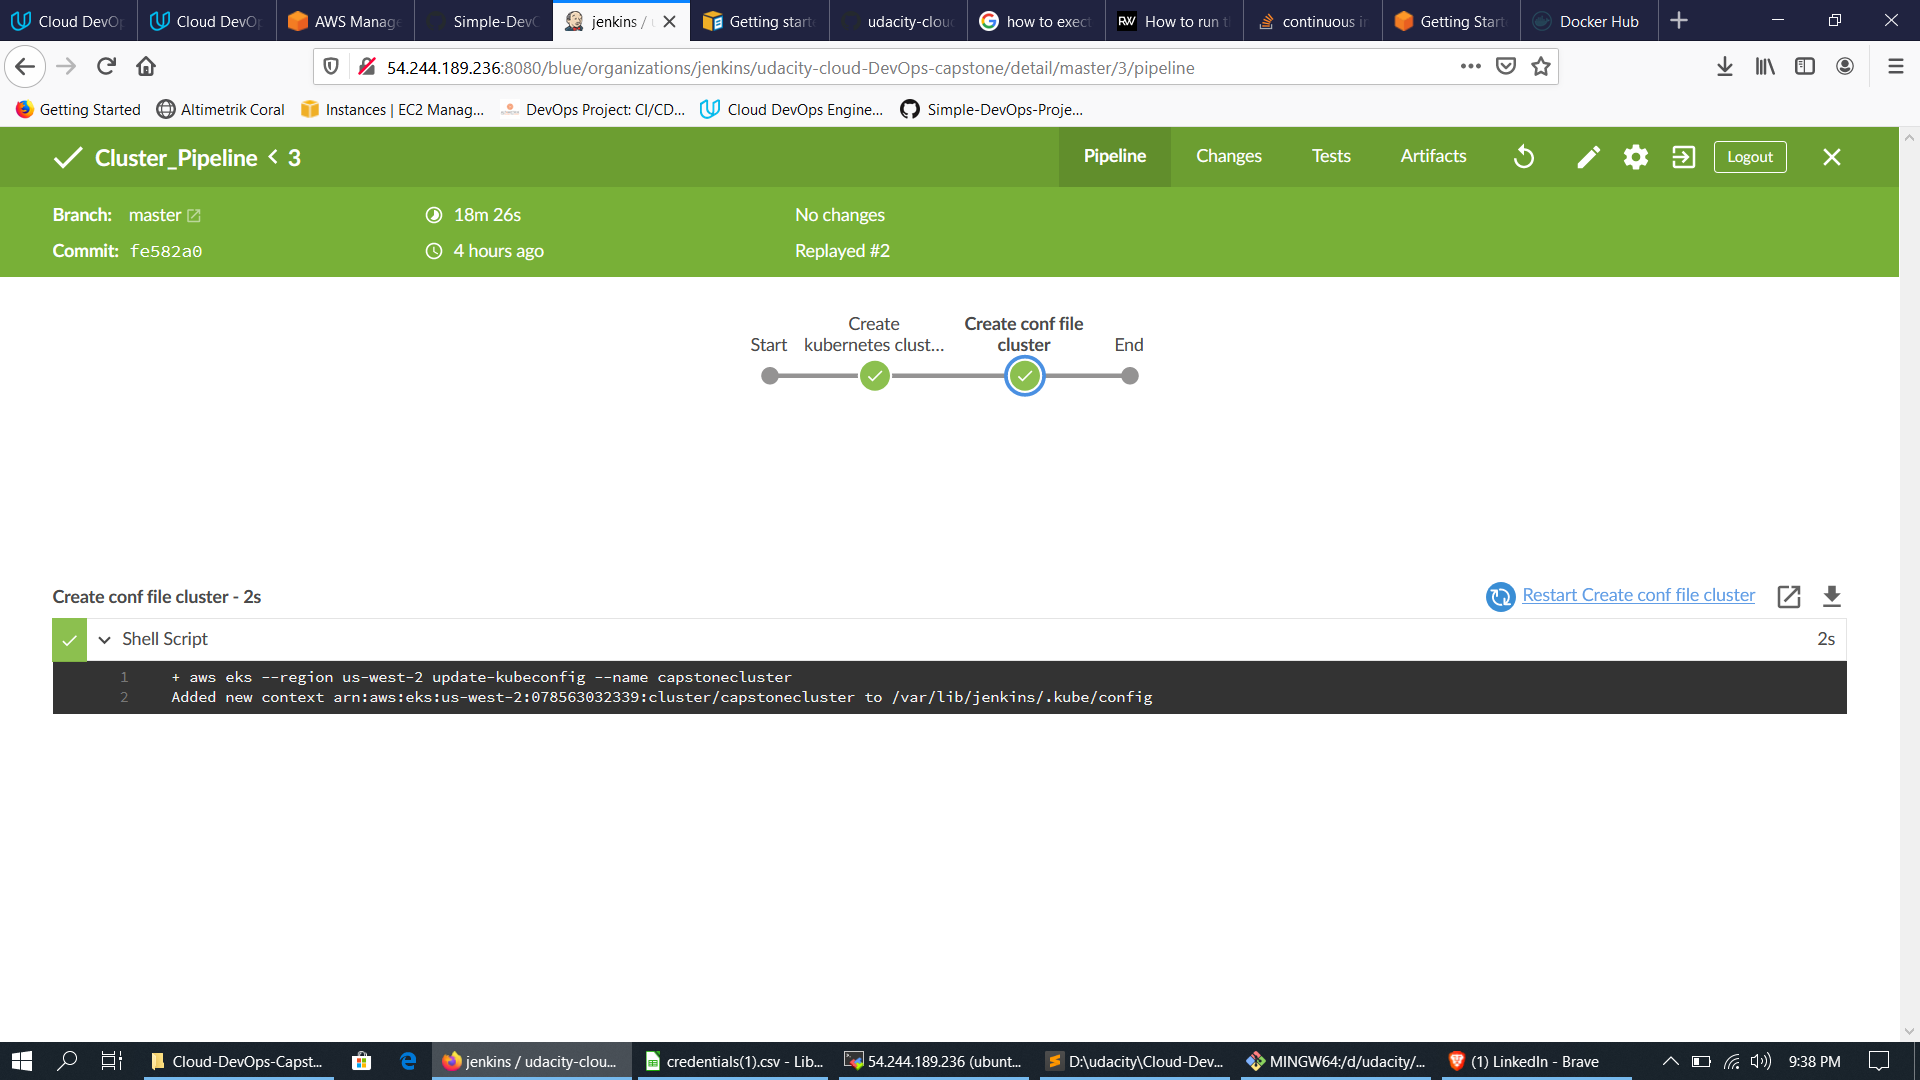 Cloud DevOp
Cloud DevOp
AWS Manage
Simple-DevO
jenkins / u
Getting starte
udacity-cloud
how to exect
How to run t
continuous in
Getting Start
Docker Hub
54.244.189.236:8080/blue/organizations/jenkins/udacity-cloud-DevOps-capstone/detail/master/3/pipeline
Getting Started
Altimetrik Coral
Instances | EC2 Manag...
DevOps Project: CI/CD...
Cloud DevOps Engine...
Simple-DevOps-Proje...
Cluster_Pipeline < 3
Pipeline
Changes
Tests
Artifacts
Logout
Branch: master
18m 26s
No changes
Commit: fe582a0
4 hours ago
Replayed #2
Start
Create
kubernetes clust...
Create conf file
cluster
End
Create conf file cluster - 2s
Restart Create conf file cluster
Shell Script
2s
1 + aws eks --region us-west-2 update-kubeconfig --name capstonecluster
2 Added new context arn:aws:eks:us-west-2:078563032339:cluster/capstonecluster to /var/lib/jenkins/.kube/config
Cloud-DevOps-Capst...
jenkins / udacity-clou...
credentials(1).csv - Lib...
54.244.189.236 (ubunt...
D:\udacity\Cloud-Dev...
MINGW64:/d/udacity/...
(1) LinkedIn - Brave
9:38 PM